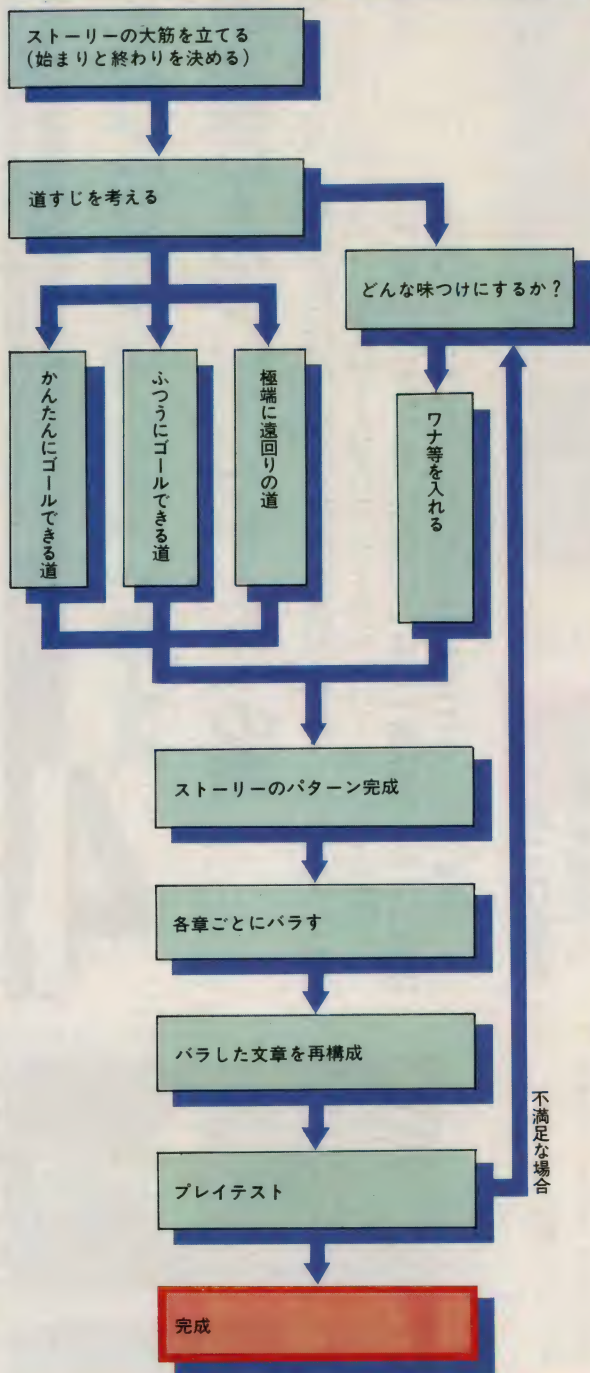 ストーリーの大筋を立てる
(始まりと終わりを決める)
道すじを考える
どんな味つけにするか?
かんたんにゴールできる道
ふつうにゴールできる道
極端に遠回りの道
ワナ等を入れる
ストーリーのパターン完成
各章ごとにバラす
バラした文章を再構成
プレイテスト
不満足な場合
完成